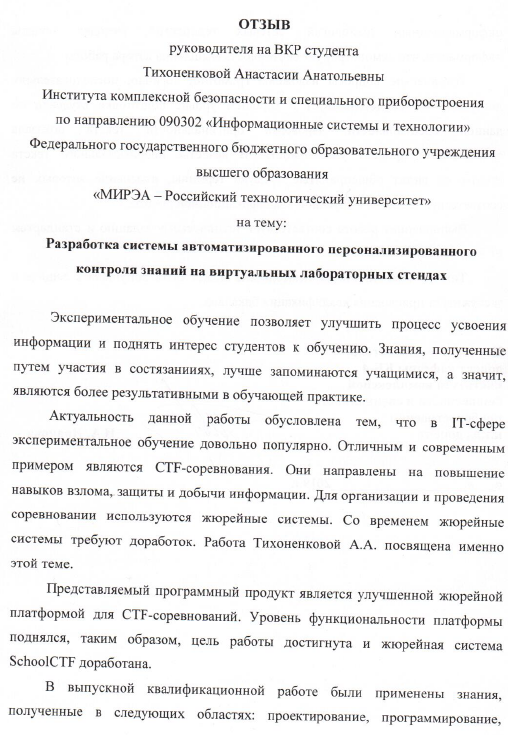 ОТЗЫВ
руководителя на ВКР студента
Тихоненковой Анастасии Анатольевны
Института комплексной безопасности и специального приборостроения
по направлению 090302 «Информационные системы и технологии»
Федерального государственного бюджетного образовательного учреждения
высшего образования
«МИРЭА – Российский технологический университет»
на тему:
Разработка системы автоматизированного персонализированного
контроля знаний на виртуальных лабораторных стендах
Экспериментальное обучение позволяет улучшить процесс усвоения
информации и поднять интерес студентов к обучению. Знания, полученные
путем участия в состязанииях, лучше запоминаются учащимися, а значит,
являются более результативными в обучающей практике.
Актуальность данной работы обусловлена тем, что в IT-сфере
экспериментальное обучение довольно популярно. Отличным и современным
примером являются CTF-соревнования. Они направлены на повышение
навыков взлома, защиты и добычи информации. Для организации и проведения
соревновании используются жюрейные системы. Со временем жюрейные
системы требуют доработок. Работа Тихоненковой А.А. посвящена именно
этой теме.
Представляемый программный продукт является улучшенной жюрейной
платформой для CTF-соревнований. Уровень функциональности платформы
поднялся, таким образом, цель работы достигнута и жюрейная система
SchoolCTF доработана.
В выпускной квалификационной работе были применены знания,
полученные в следующих областях: проектирование, программирование,